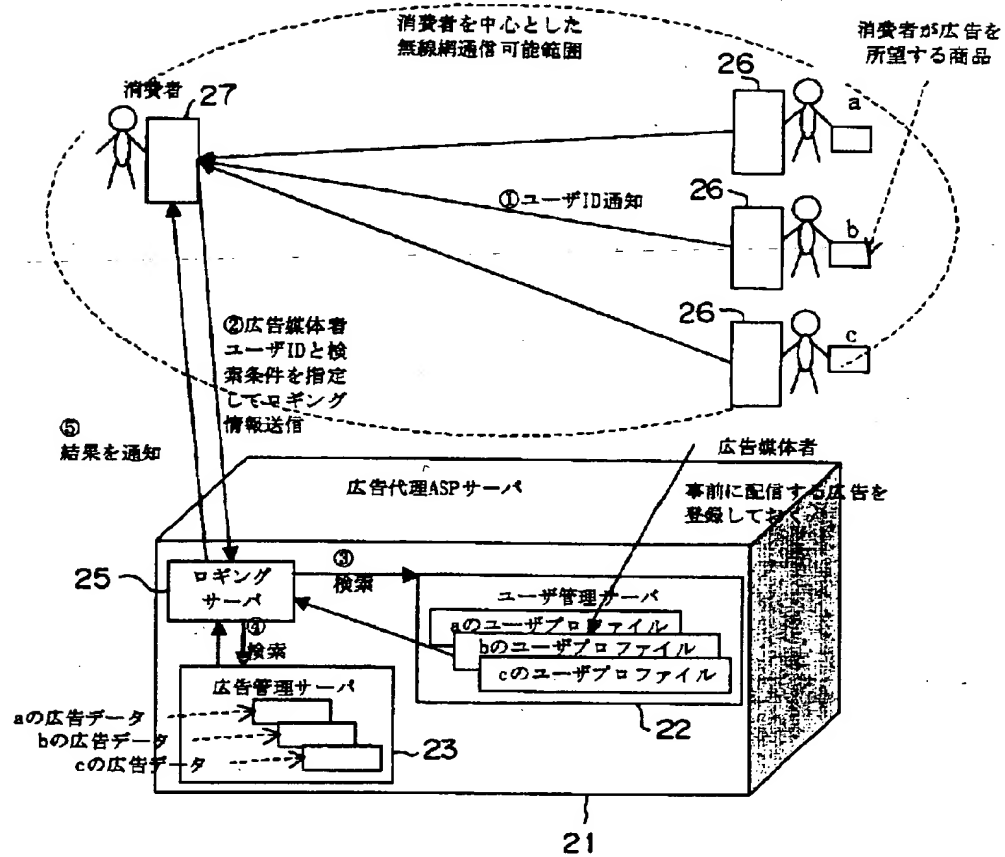 消費者を中心とした
無線網通信可能範囲
消費者が広告を
所望する商品
消費者
27
26
a
①ユーザID通知
26
b
26
c
②広告媒体者
ユーザIDと検
索条件を指定
してロギング
情報送信
⑤
結果を通知
広告媒体者
事前に配信する広告を
登録しておく
広告代理ASPサーバ
25
ロギング
サーバ
③
検索
ユーザ管理サーバ
aのユーザプロファイル
bのユーザプロファイル
cのユーザプロファイル
22
④
検索
広告管理サーバ
aの広告データ
bの広告データ
cの広告データ
23
21